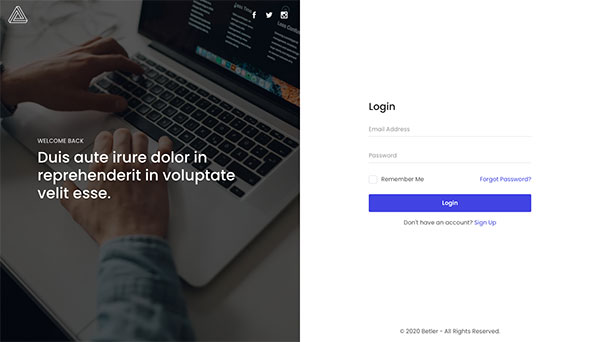 WELCOME BACK
Duis aute irure dolor in
reprehenderit in voluptate
velit esse.
Login
Email Address
Password
Remember Me Forgot Password?
Login
Don't have an account? Sign Up
© 2020 Betler - All Rights Reserved.